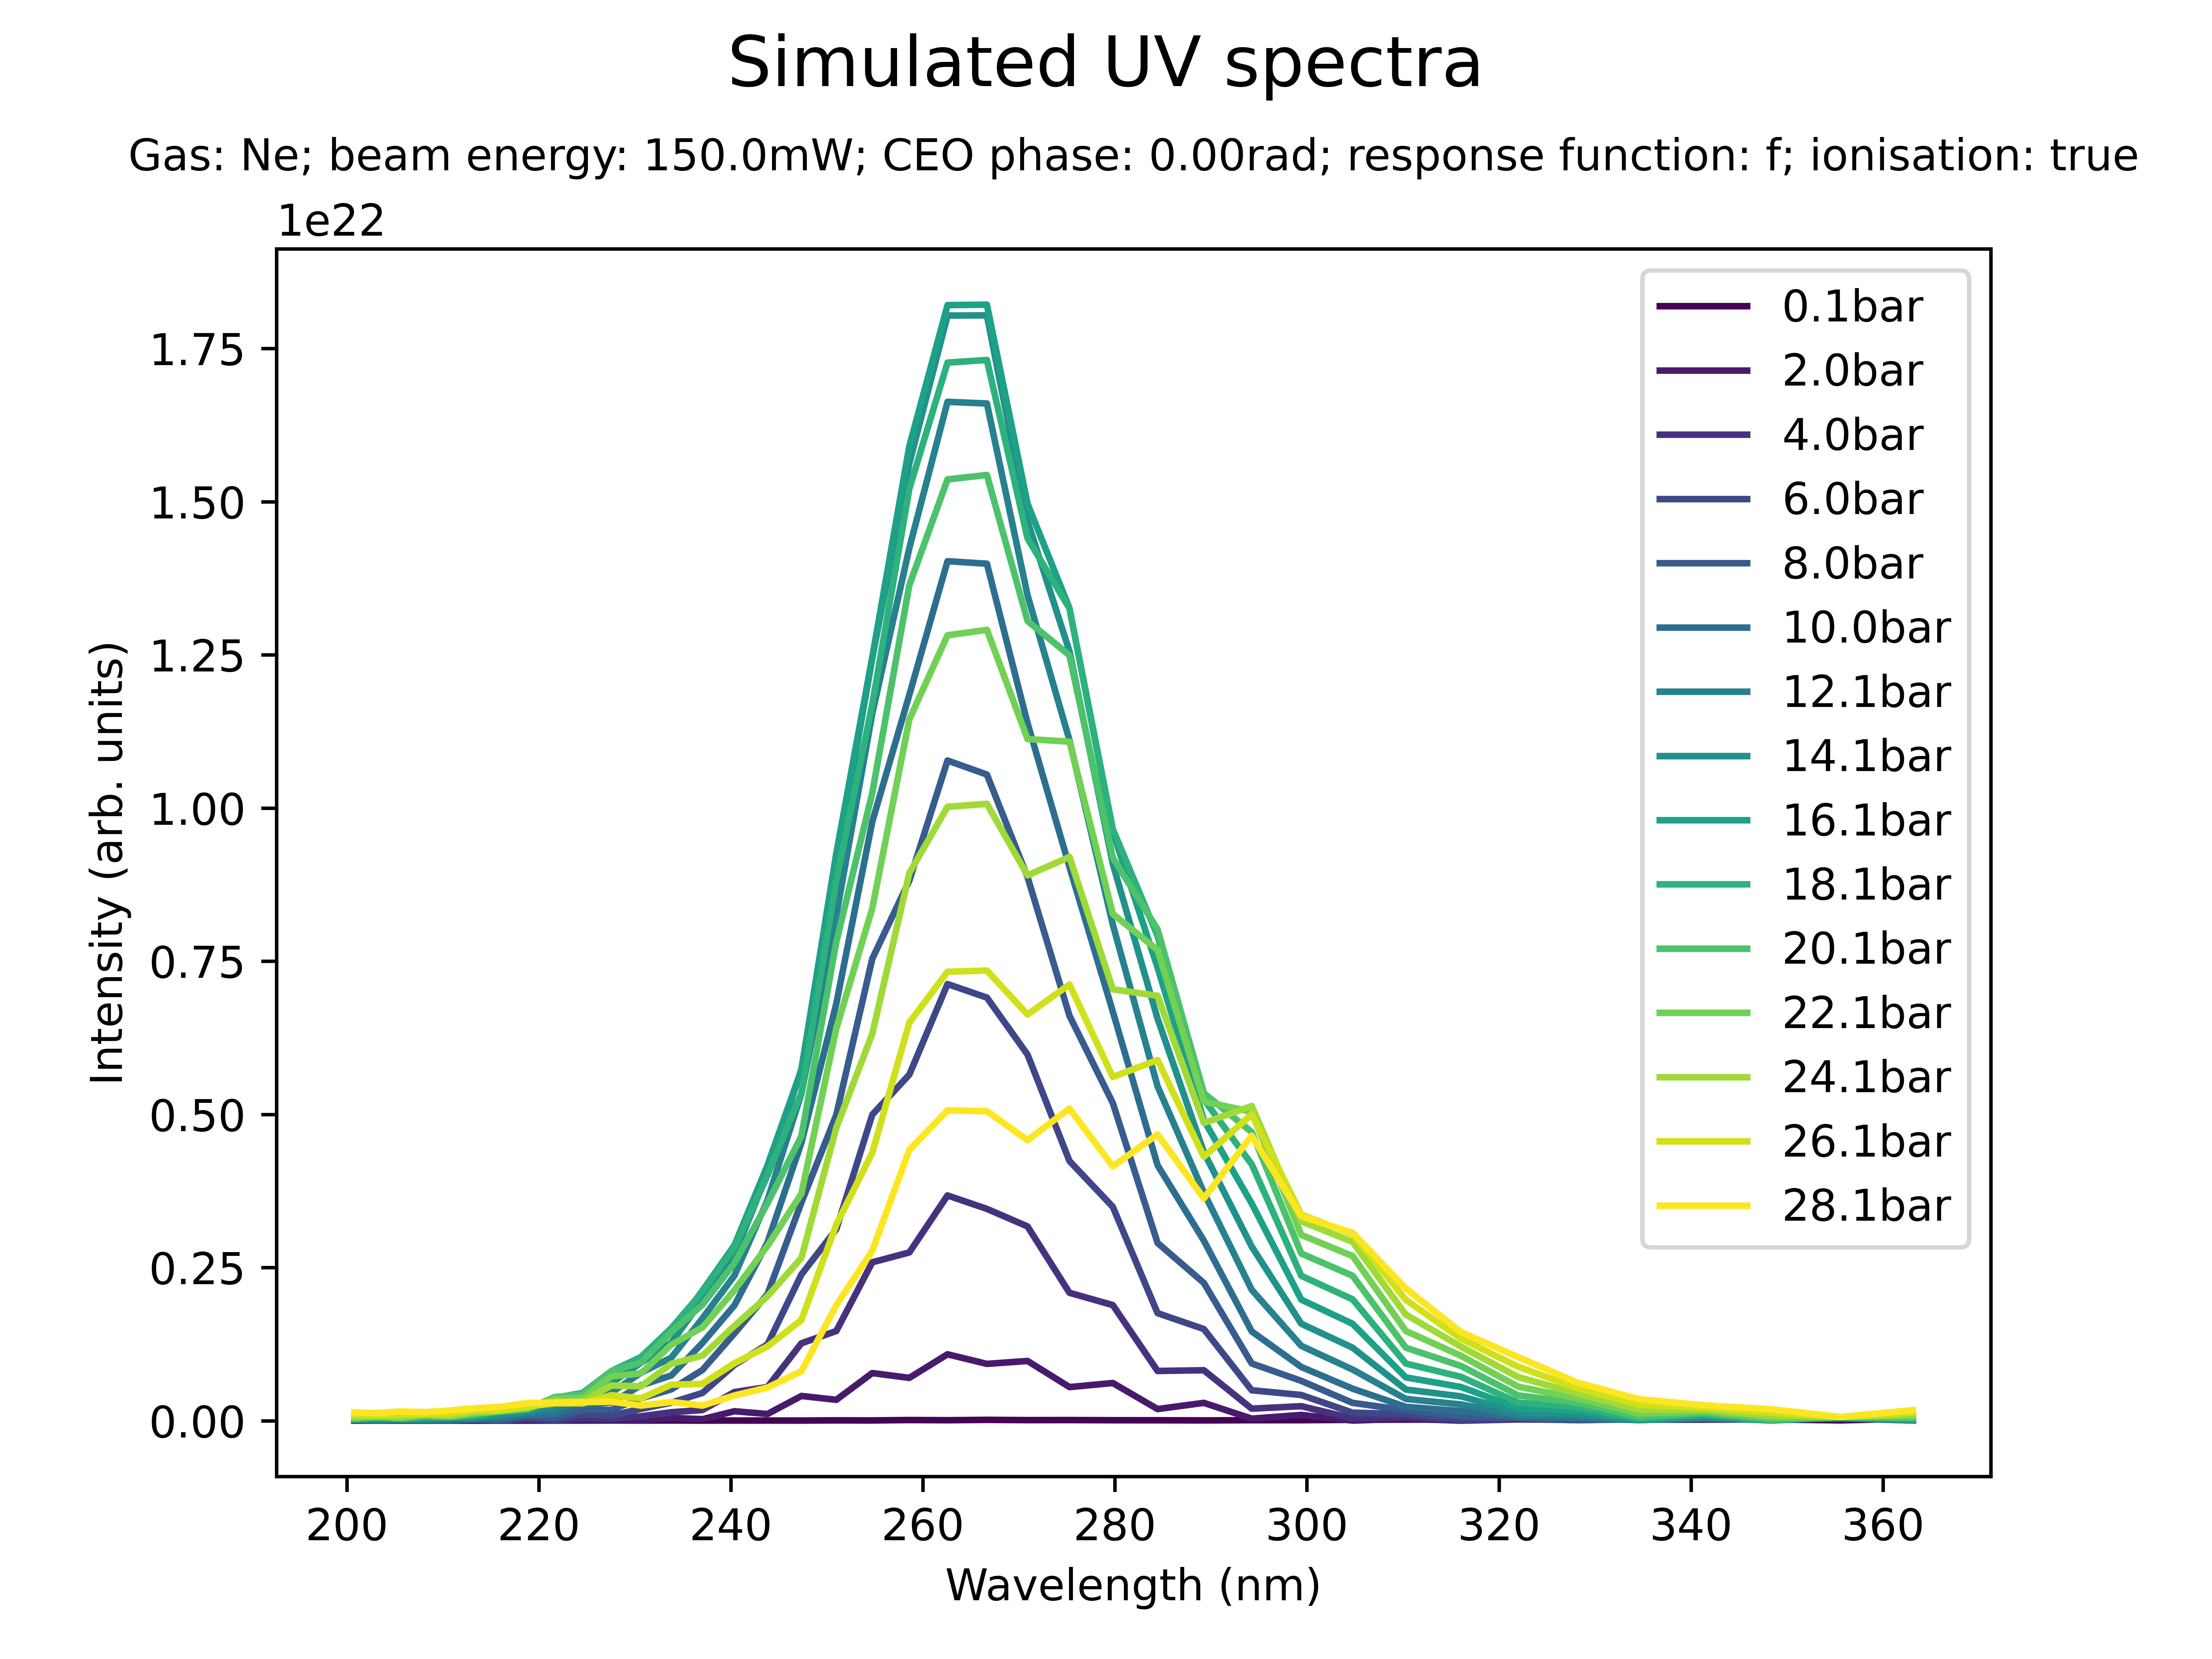 Simulated UV spectra
Gas: Ne; beam energy: 150.0mW; CEO phase: 0.00rad; response function: f; ionisation: true
1e22
1.75
1.50
1.25
1.00
0.75
0.50
0.25
0.00
Intensity (arb. units)
200 220 240 260 280 300 320 340 360
Wavelength (nm)
0.1bar
2.0bar
4.0bar
6.0bar
8.0bar
10.0bar
12.1bar
14.1bar
16.1bar
18.1bar
20.1bar
22.1bar
24.1bar
26.1bar
28.1bar